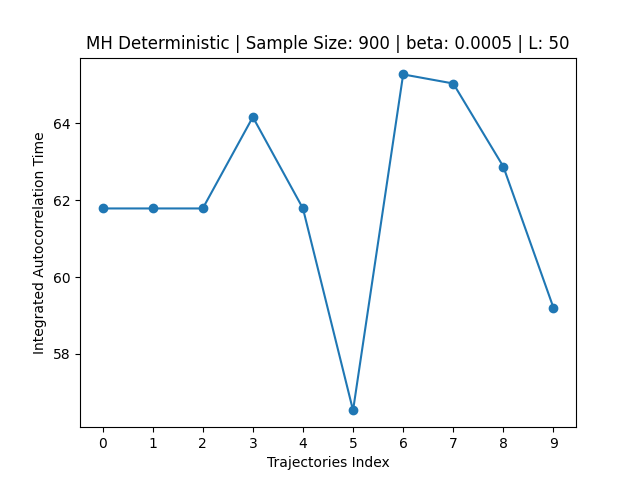 MH Deterministic | Sample Size: 900 | beta: 0.0005 | L: 50
Integrated Autocorrelation Time
64
62
60
58
0 1 2 3 4 5 6 7 8 9
Trajectories Index